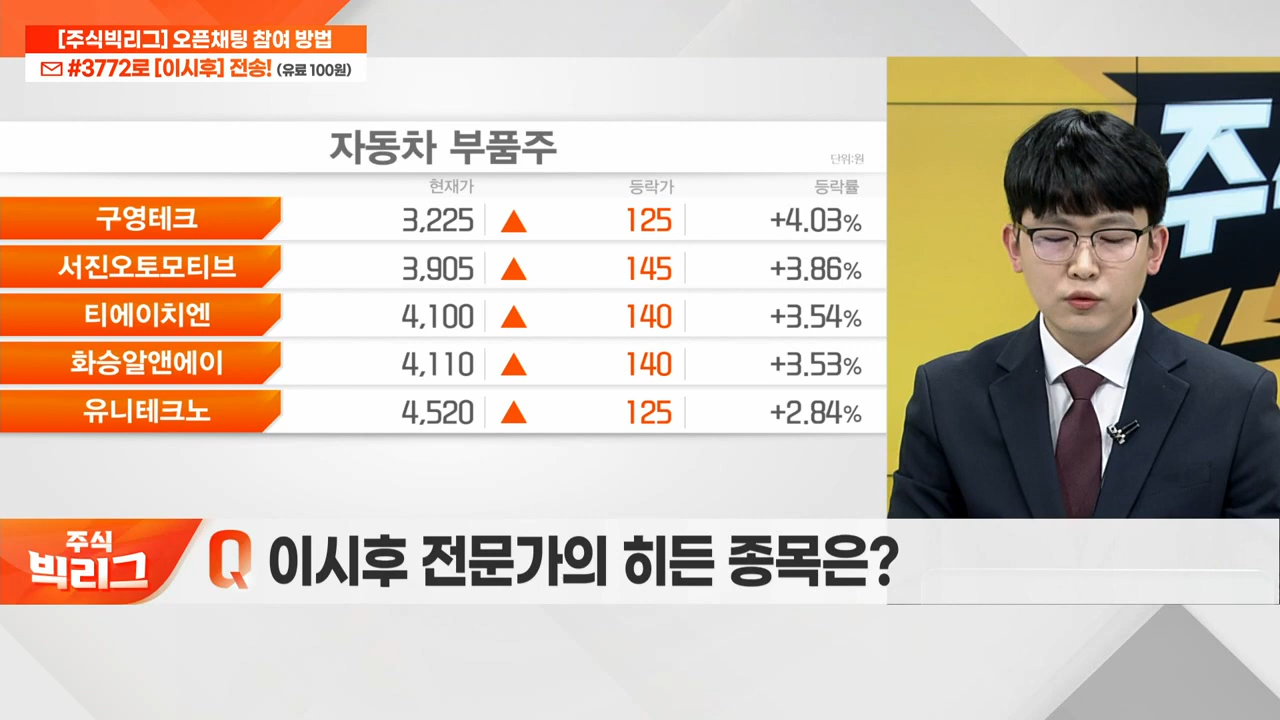 [주식빅리그] 오픈채팅 참여 방법
#3772로 [이시후] 전송! (유료 100원)
자동차 부품주
단위:원
현재가 등락가 등락률
구영테크 3,225 ▲ 125 +4.03%
서진오토모티브 3,905 ▲ 145 +3.86%
티에이치엔 4,100 ▲ 140 +3.54%
화승알앤에이 4,110 ▲ 140 +3.53%
유니테크노 4,520 ▲ 125 +2.84%
주
주식
빅리그
Q 이시후 전문가의 히든 종목은?